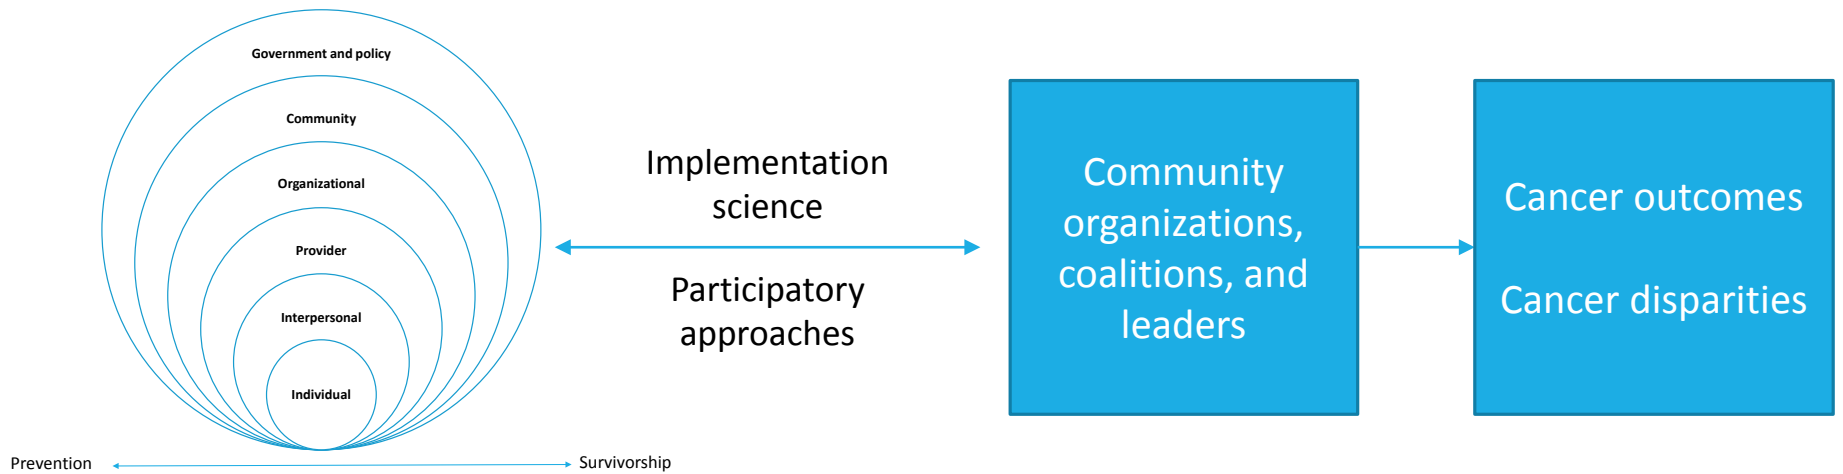 Government and policy
Community
Organizational
Provider
Interpersonal
Individual
Prevention
Survivorship
Implementation
science
Participatory
approaches
Community
organizations,
coalitions, and
leaders
Cancer outcomes
Cancer disparities